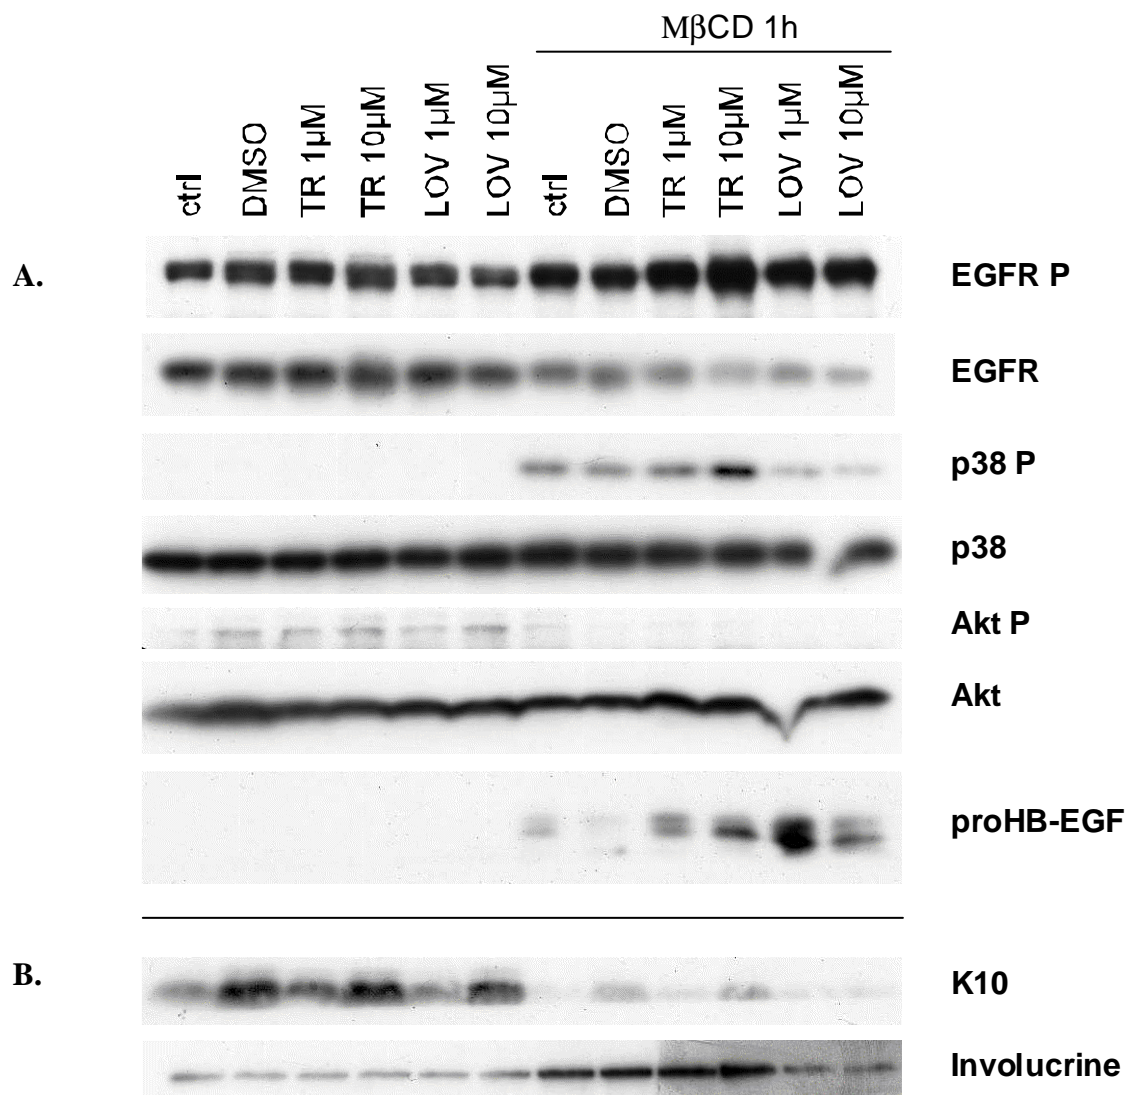 MβCD 1h
ctrl
DMSO
TR 1μM
TR 10μM
LOV 1μM
LOV 10μM
ctrl
DMSO
TR 1μM
TR 10μM
LOV 1μM
LOV 10μM
A.
EGFR P
EGFR
p38 P
p38
Akt P
Akt
proHB-EGF
B.
K10
Involucrine